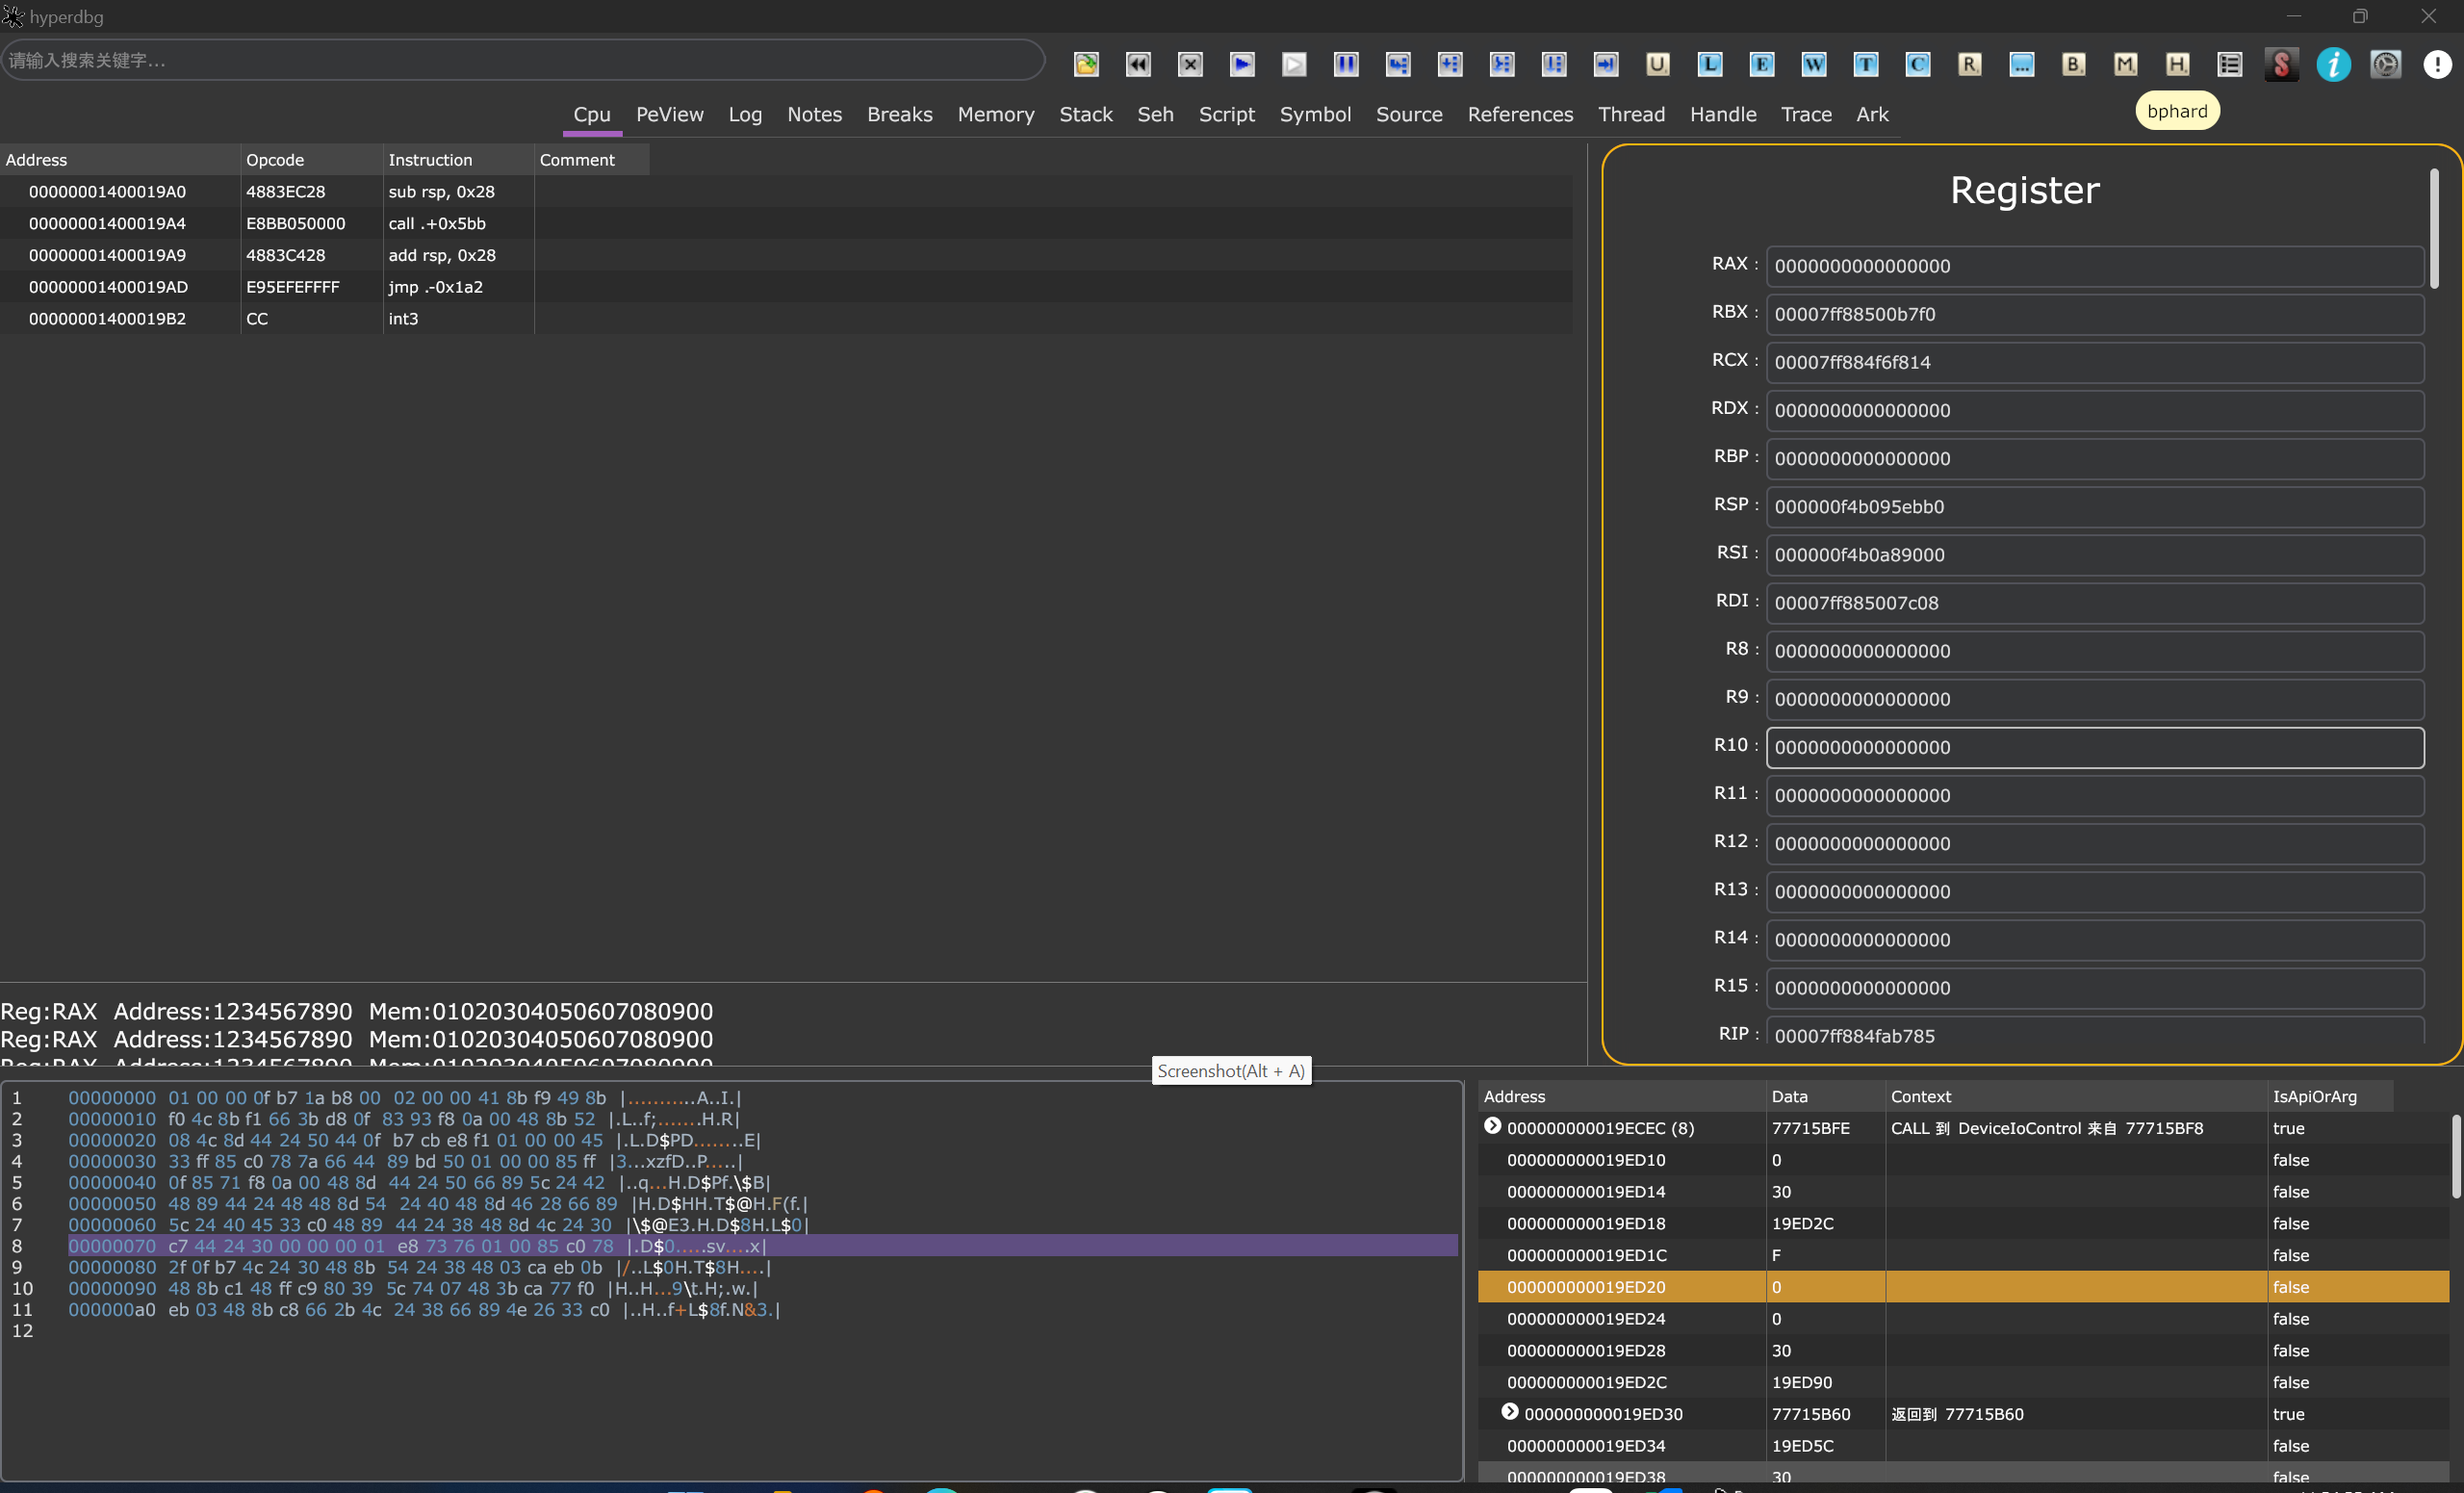 hyperdbg
请输入搜索关键字...
U L E W T C R ... B M H S i !
Cpu PeView Log Notes Breaks Memory Stack Seh Script Symbol Source References Thread Handle Trace Ark
bphard
Address Opcode Instruction Comment
00000001400019A0 4883EC28 sub rsp, 0x28
00000001400019A4 E8BB050000 call .+0x5bb
00000001400019A9 4883C428 add rsp, 0x28
00000001400019AD E95EFEFFFF jmp .-0x1a2
00000001400019B2 CC int3
Register
RAX : 0000000000000000
RBX : 00007ff88500b7f0
RCX : 00007ff884f6f814
RDX : 0000000000000000
RBP : 0000000000000000
RSP : 000000f4b095ebb0
RSI : 000000f4b0a89000
RDI : 00007ff885007c08
R8 : 0000000000000000
R9 : 0000000000000000
R10 : 0000000000000000
R11 : 0000000000000000
R12 : 0000000000000000
R13 : 0000000000000000
R14 : 0000000000000000
R15 : 0000000000000000
RIP : 00007ff884fab785
Reg:RAX Address:1234567890 Mem:01020304050607080900
Reg:RAX Address:1234567890 Mem:01020304050607080900
Reg:RAX Address:1234567890 Mem:01020304050607080900
Screenshot(Alt + A)
1 00000000 01 00 00 0f b7 1a b8 00 02 00 00 41 8b f9 49 8b |...........A..I.|
2 00000010 f0 4c 8b f1 66 3b d8 0f 83 93 f8 0a 00 48 8b 52 |.L..f;.......H.R|
3 00000020 08 4c 8d 44 24 50 44 0f b7 cb e8 f1 01 00 00 45 |.L.D$PD........E|
4 00000030 33 ff 85 c0 78 7a 66 44 89 bd 50 01 00 00 85 ff |3...xzfD..P.....|
5 00000040 0f 85 71 f8 0a 00 48 8d 44 24 50 66 89 5c 24 42 |..q...H.D$Pf.\$B|
6 00000050 48 89 44 24 48 48 8d 54 24 40 48 8d 46 28 66 89 |H.D$HH.T$@H.F(f.|
7 00000060 5c 24 40 45 33 c0 48 89 44 24 38 48 8d 4c 24 30 |\$@E3.H.D$8H.L$0|
8 00000070 c7 44 24 30 00 00 00 01 e8 73 76 01 00 85 c0 78 |.D$0.....sv....x|
9 00000080 2f 0f b7 4c 24 30 48 8b 54 24 38 48 03 ca eb 0b |/..L$0H.T$8H....|
10 00000090 48 8b c1 48 ff c9 80 39 5c 74 07 48 3b ca 77 f0 |H..H...9\t.H;.w.|
11 000000a0 eb 03 48 8b c8 66 2b 4c 24 38 66 89 4e 26 33 c0 |..H..f+L$8f.N&3.|
12
Address Data Context IsApiOrArg
000000000019ECEC (8) 77715BFE CALL 到 DeviceIoControl 来自 77715BF8 true
000000000019ED10 0 false
000000000019ED14 30 false
000000000019ED18 19ED2C false
000000000019ED1C F false
000000000019ED20 0 false
000000000019ED24 0 false
000000000019ED28 30 false
000000000019ED2C 19ED90 false
000000000019ED30 77715B60 返回到 77715B60 true
000000000019ED34 19ED5C false
000000000019ED38 30 false